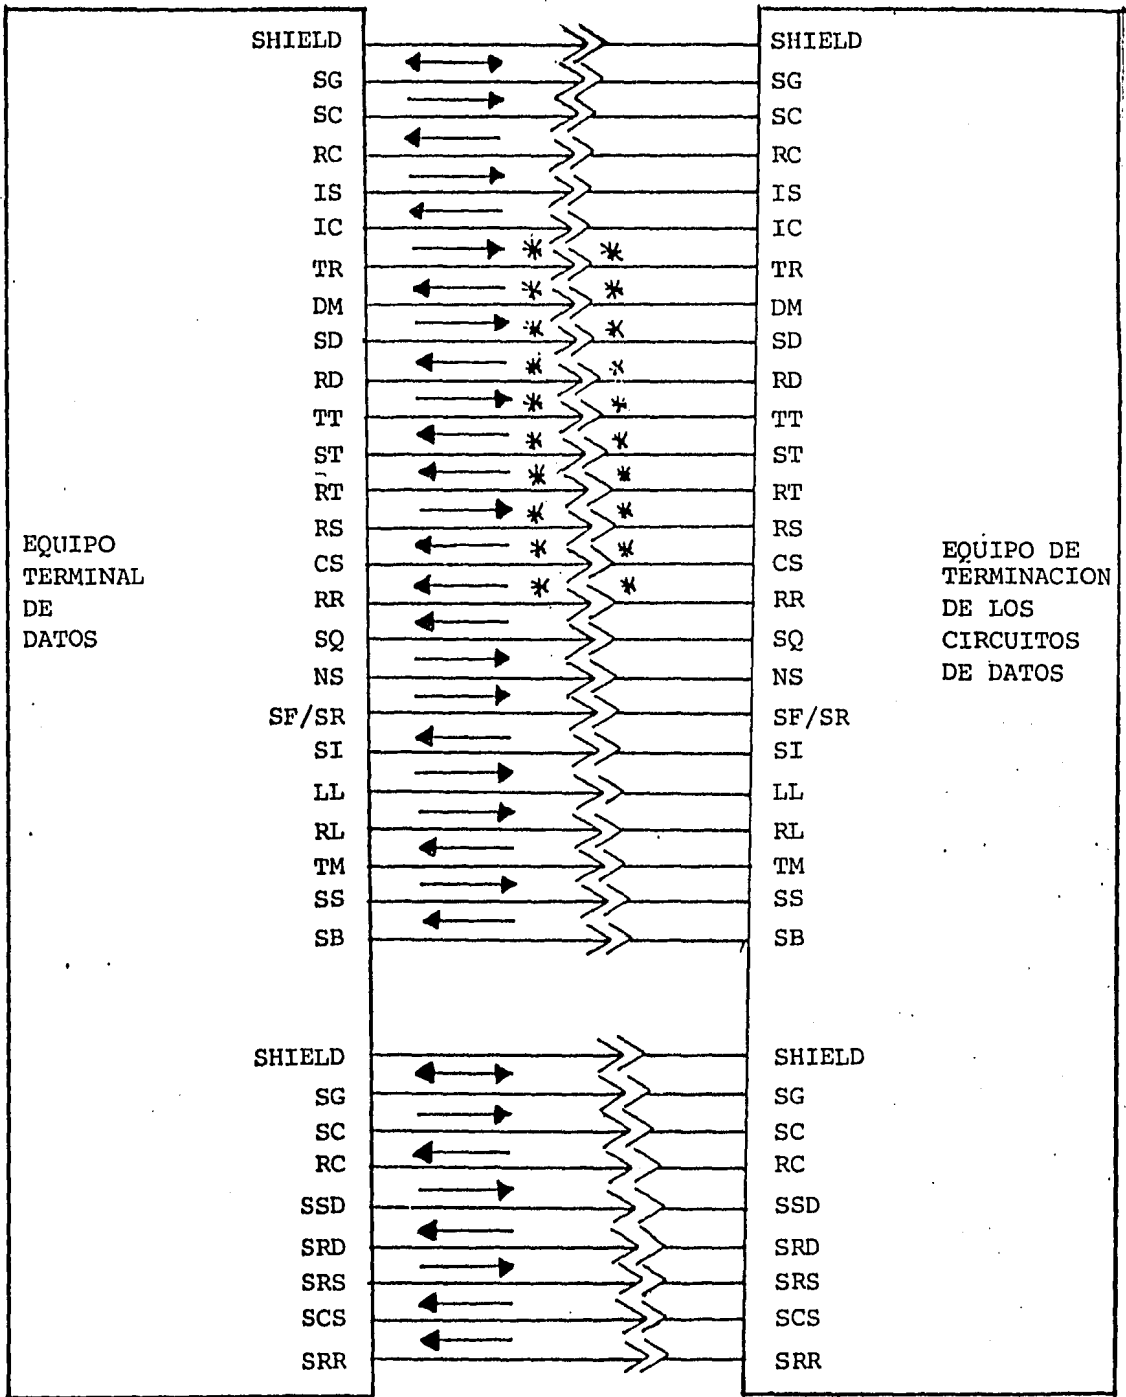 SHIELD SHIELD
SG SG
SC SC
RC RC
IS IS
IC IC
TR * * TR
DM * * DM
SD * * SD
RD * * RD
TT * * TT
ST * * ST
RT * * RT
RS * * RS
CS * * CS
RR * * RR
SQ SQ
NS NS
SF/SR SF/SR
SI SI
LL LL
RL RL
TM TM
SS SS
SB SB
EQUIPO
TERMINAL
DE
DATOS
EQUIPO DE
TERMINACION
DE LOS
CIRCUITOS
DE DATOS
SHIELD SHIELD
SG SG
SC SC
RC RC
SSD SSD
SRD SRD
SRS SRS
SCS SCS
SRR SRR